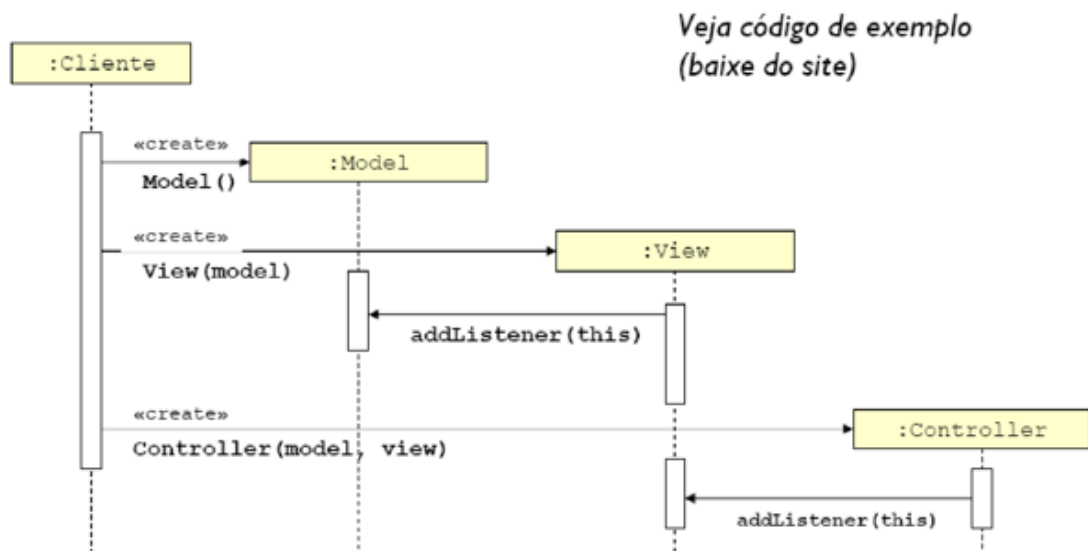 Veja código de exemplo
(baixe do site)
:Cliente
«create»
:Model
Model()
«create»
:View
View(model)
addListener(this)
«create»
:Controller
Controller(model, view)
addListener(this)